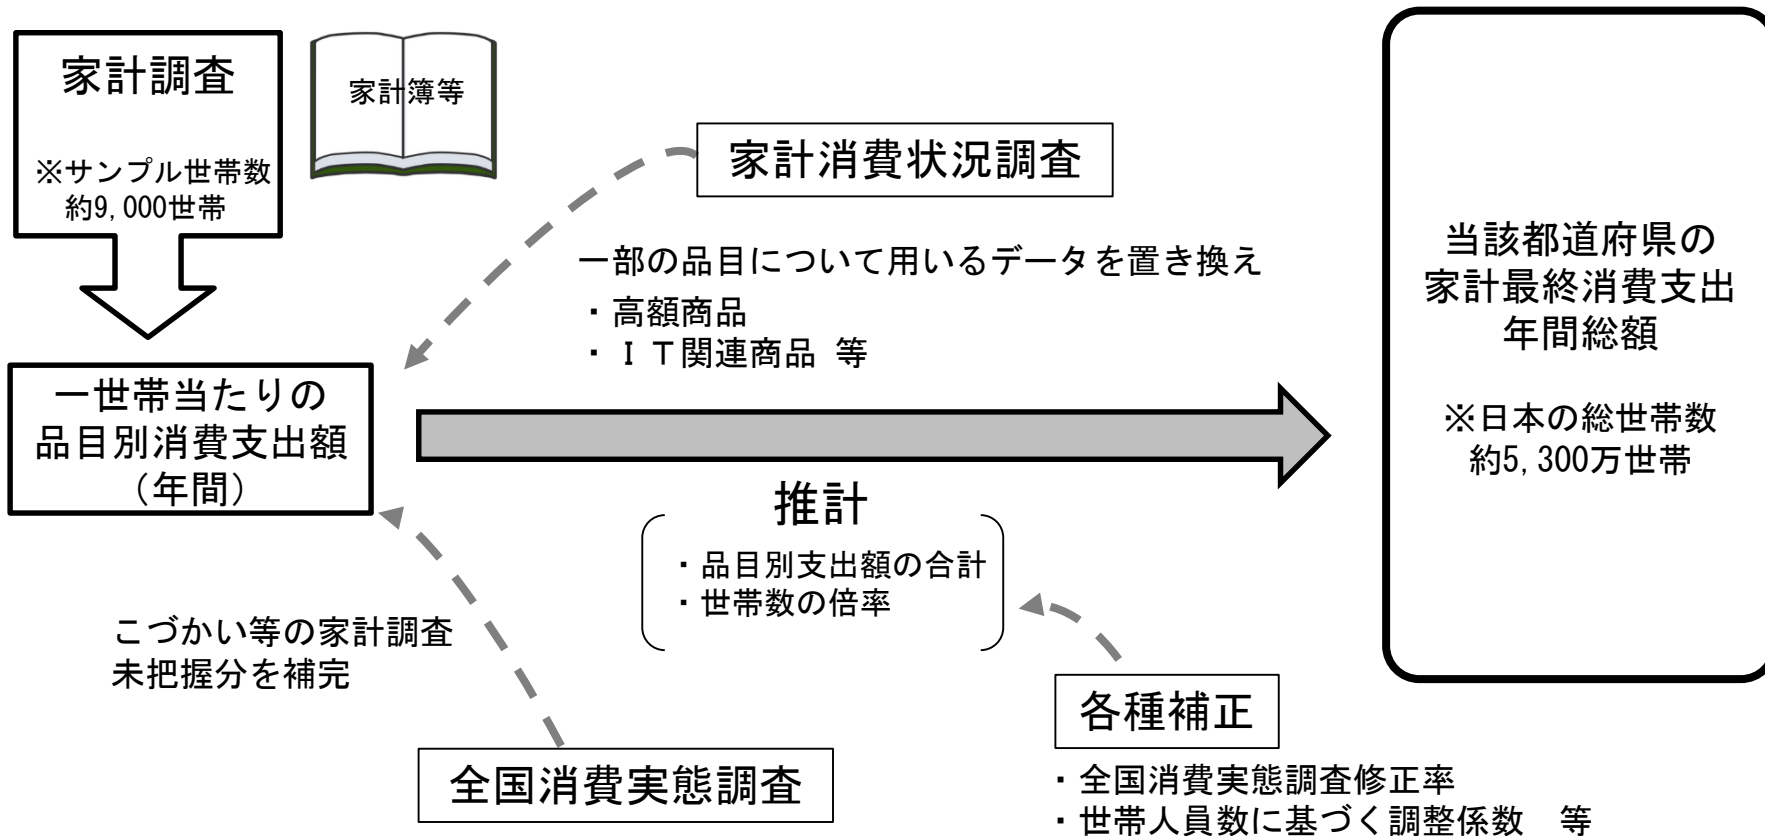 家計調査
※サンプル世帯数
約9,000世帯
家計簿等
家計消費状況調査
一部の品目について用いるデータを置き換え
・高額商品
・ＩＴ関連商品 等
一世帯当たりの
品目別消費支出額
（年間）
推計
・品目別支出額の合計
・世帯数の倍率
こづかい等の家計調査
未把握分を補完
全国消費実態調査
各種補正
・全国消費実態調査修正率
・世帯人員数に基づく調整係数　等
当該都道府県の
家計最終消費支出
年間総額
※日本の総世帯数
約5,300万世帯